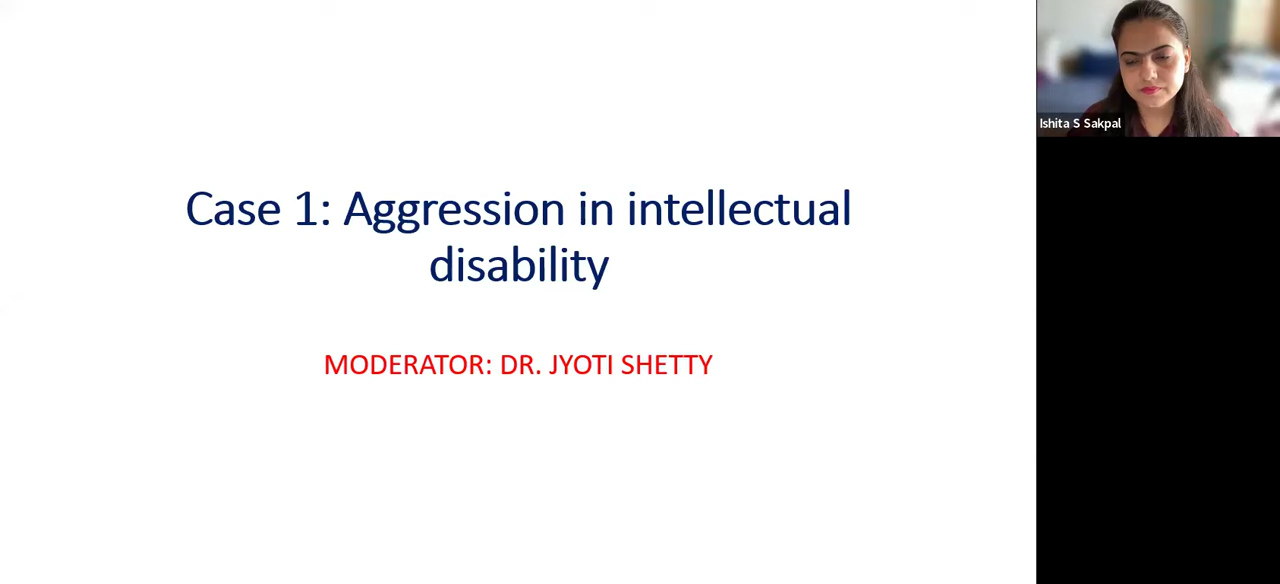 Case 1: Aggression in intellectual
disability
MODERATOR: DR. JYOTI SHETTY
Ishita S Sakpal